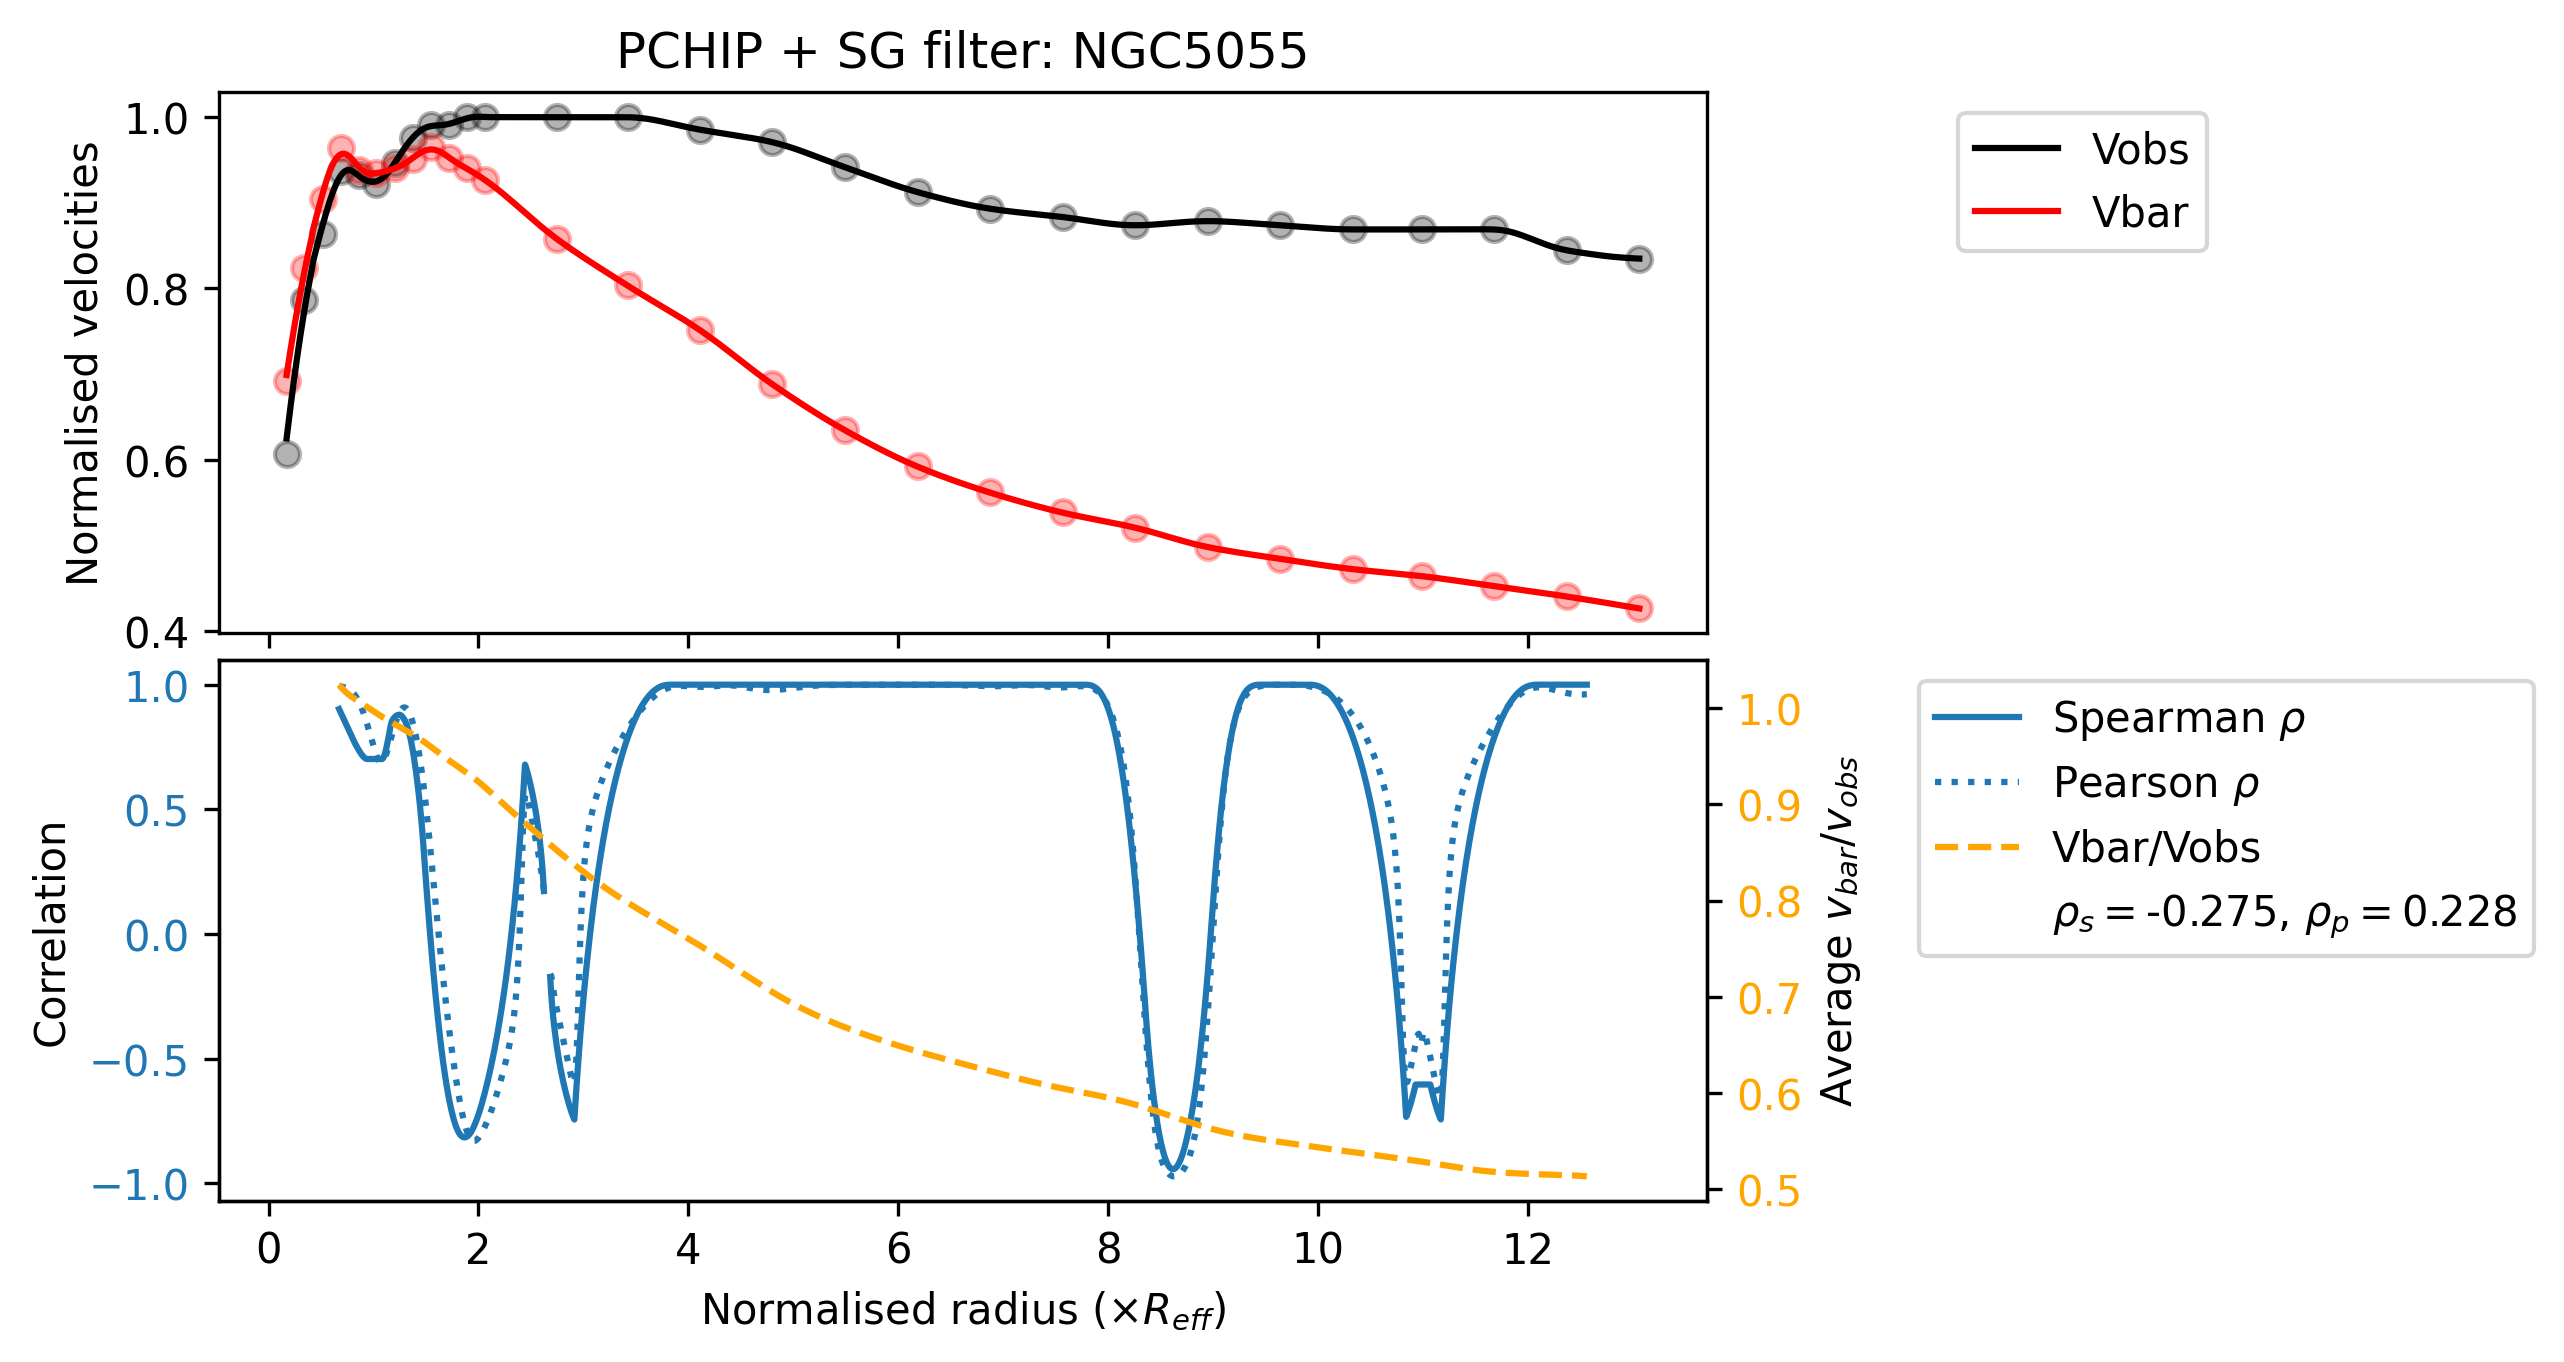 PCHIP + SG filter: NGC5055
Normalised velocities
1.0
0.8
0.6
0.4
Vobs
Vbar
Correlation
1.0
0.5
0.0
−0.5
−1.0
1.0
0.9
0.8
0.7
0.6
0.5
Average v_bar/v_obs
Spearman ρ
Pearson ρ
Vbar/Vobs
ρ_s = -0.275, ρ_p = 0.228
0 2 4 6 8 10 12
Normalised radius (×R_eff)